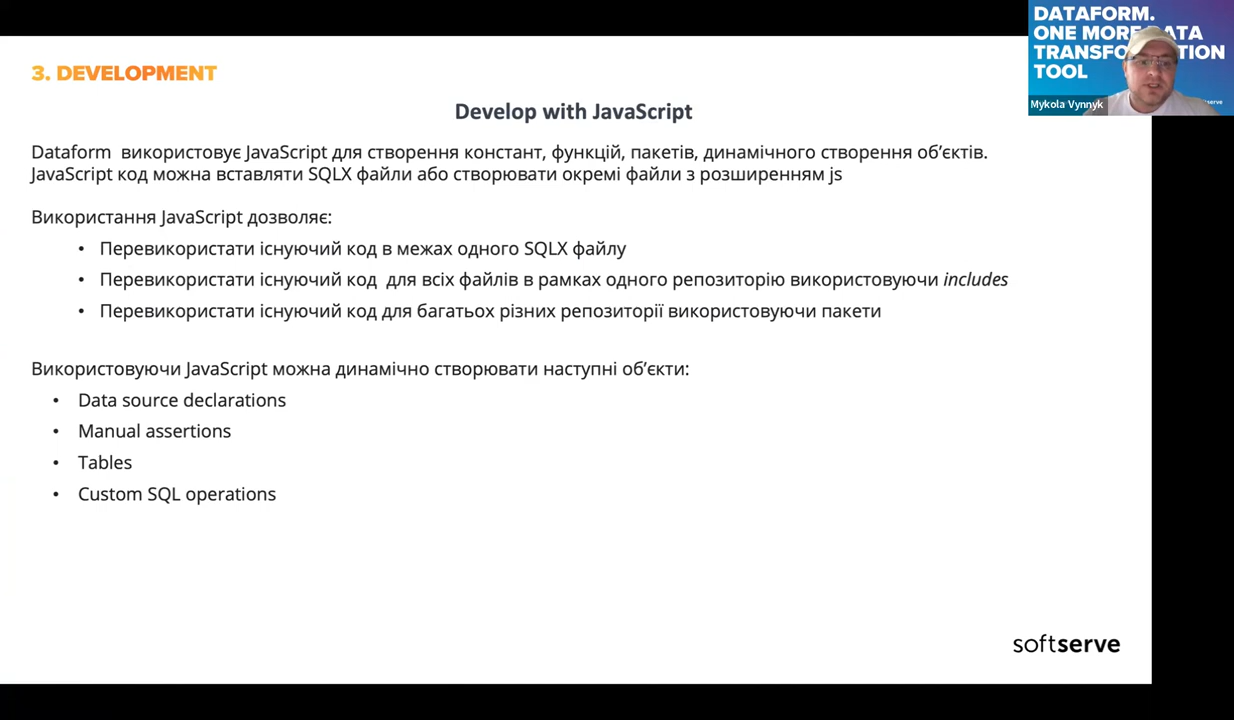 3. DEVELOPMENT
Develop with JavaScript
Dataform використовує JavaScript для створення констант, функцій, пакетів, динамічного створення об’єктів.
JavaScript код можна вставляти SQLX файли або створювати окремі файли з розширенням js
Використання JavaScript дозволяє:
• Перевикористати існуючий код в межах одного SQLX файлу
• Перевикористати існуючий код для всіх файлів в рамках одного репозиторію використовуючи includes
• Перевикористати існуючий код для багатьох різних репозиторії використовуючи пакети
Використовуючи JavaScript можна динамічно створювати наступні об’єкти:
• Data source declarations
• Manual assertions
• Tables
• Custom SQL operations
softserve
DATAFORM.
ONE MORE DATA
TOOL
Mykola Vynnyk